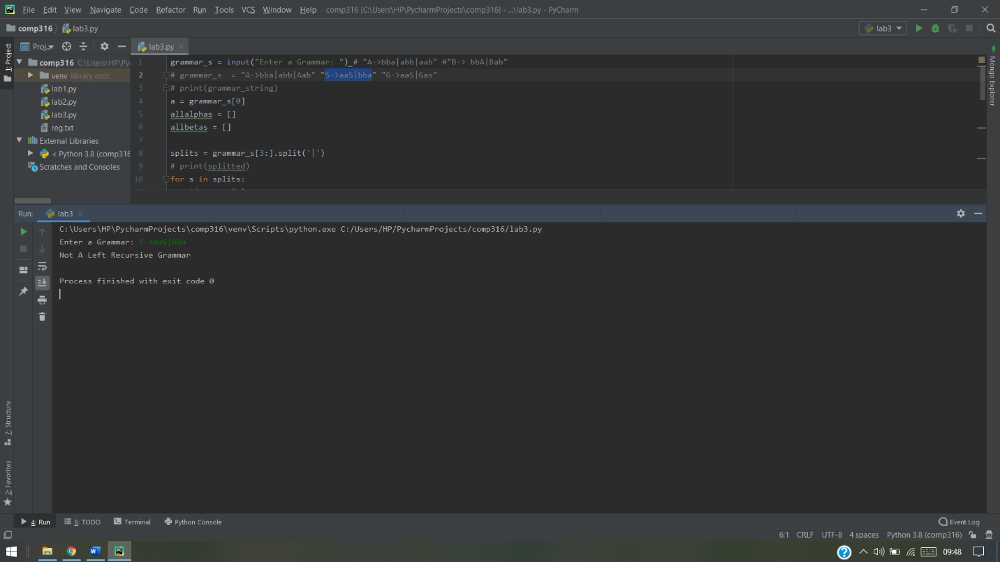 File Edit View Navigate Code Refactor Run Tools VCS Window Help comp316 [C:\Users\HP\PycharmProjects\comp316] - ...\lab3.py - PyCharm
comp316 lab3.py lab3
1: Project
Proj.. lab3.py
comp316 C:\Users\HP\Py
venv library root
lab1.py
lab2.py
lab3.py
reg.txt
External Libraries
< Python 3.8 (comp316
Scratches and Consoles
1 grammar_s = input("Enter a Grammar: ") # "A->bba|abb|aab" #"B-> bbA|Bab"
2 # grammar_s = "A->bba|abb|Aab" "S->aaS|bba" "G->aaS|Gas"
3 # print(grammar_string)
4 a = grammar_s[0]
5 allalphas = []
6 allbetas = []
7
8 splits = grammar_s[3:].split('|')
9 # print(splitted)
10 for s in splits:
Mongo Explorer
Run: lab3
C:\Users\HP\PycharmProjects\comp316\venv\Scripts\python.exe C:/Users/HP/PycharmProjects/comp316/lab3.py
Enter a Grammar: S->aaS|bba
Not A Left Recursive Grammar
Process finished with exit code 0
Z: Structure
2: Favorites
4: Run 6: TODO Terminal Python Console Event Log
6:1 CRLF UTF-8 4 spaces Python 3.8 (comp316)
09:48